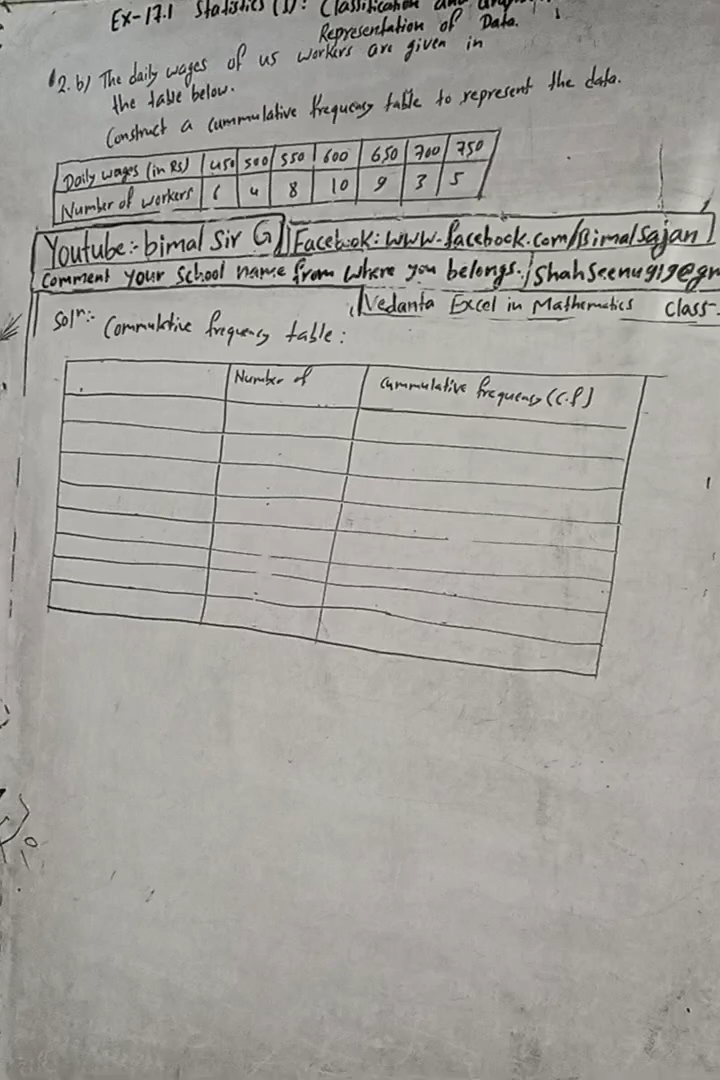 Ex-17.1 Statistics (I): Classification and
Representation of Data.
2. b) The daily wages of us workers are given in
the table below.
Construct a cummulative frequency table to represent the data.
Daily wages (in Rs) 450 500 550 600 650 700 750
Number of workers 6 4 8 10 9 3 5
Youtube:- bimal Sir G Facebook: www.facebook.com/Bimalsajan
Comment your School name from where you belongs.
Vedanta Excel in Mathematics Class-
Solⁿ:- Commulative frequency table:
Number of cummulative frequency (c.f)